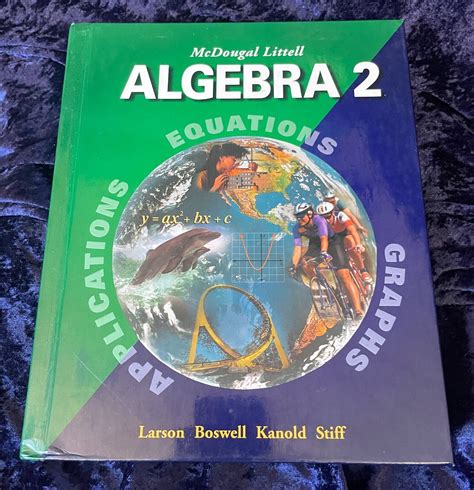 McDougal Littell
ALGEBRA 2
APPLICATIONS
EQUATIONS
GRAPHS
y = ax² + bx + c
Larson Boswell Kanold Stiff